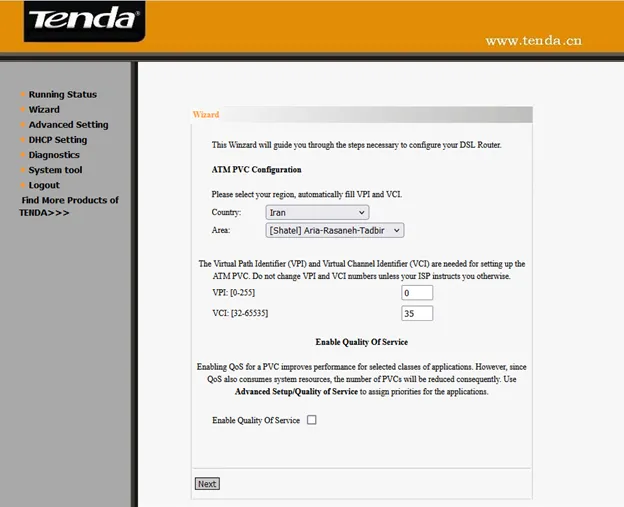 Tenda®
www.tenda.cn
Running Status
Wizard
Advanced Setting
DHCP Setting
Diagnostics
System tool
Logout
Find More Products of
TENDA>>>
Wizard
This Winzard will guide you through the steps necessary to configure your DSL Router.
ATM PVC Configuration
Please select your region, automatically fill VPI and VCI.
Country: Iran
Area: [Shatel] Aria-Rasaneh-Tadbir
The Virtual Path Identifier (VPI) and Virtual Channel Identifier (VCI) are needed for setting up the
ATM PVC. Do not change VPI and VCI numbers unless your ISP instructs you otherwise.
VPI: [0-255] 0
VCI: [32-65535] 35
Enable Quality Of Service
Enabling QoS for a PVC improves performance for selected classes of applications. However, since
QoS also consumes system resources, the number of PVCs will be reduced consequently. Use
Advanced Setup/Quality of Service to assign priorities for the applications.
Enable Quality Of Service
Next